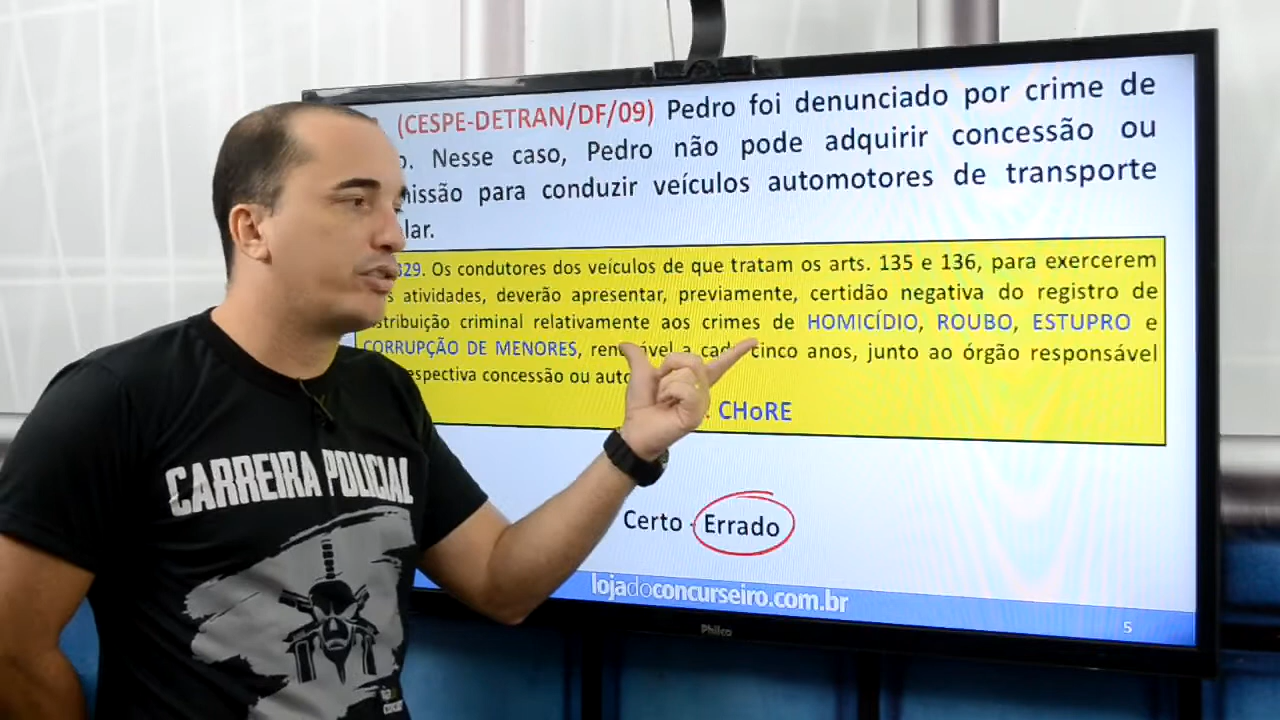 (CESPE-DETRAN/DF/09) Pedro foi denunciado por crime de
Nesse caso, Pedro não pode adquirir concessão ou
missão para conduzir veículos automotores de transporte
lar.
329. Os condutores dos veículos de que tratam os arts. 135 e 136, para exercerem
atividades, deverão apresentar, previamente, certidão negativa do registro de
stribuição criminal relativamente aos crimes de HOMICÍDIO, ROUBO, ESTUPRO e
CORRUPÇÃO DE MENORES, renovável a cada cinco anos, junto ao órgão responsável
espectiva concessão ou auto
CHoRE
Certo - Errado
lojadoconcurseiro.com.br
5
Philco
CARREIRA POLICIAL